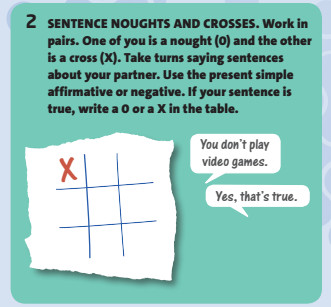 2 SENTENCE NOUGHTS AND CROSSES. Work in
pairs. One of you is a nought (0) and the other
is a cross (X). Take turns saying sentences
about your partner. Use the present simple
affirmative or negative. If your sentence is
true, write a 0 or a X in the table.
X
You don't play
video games.
Yes, that's true.